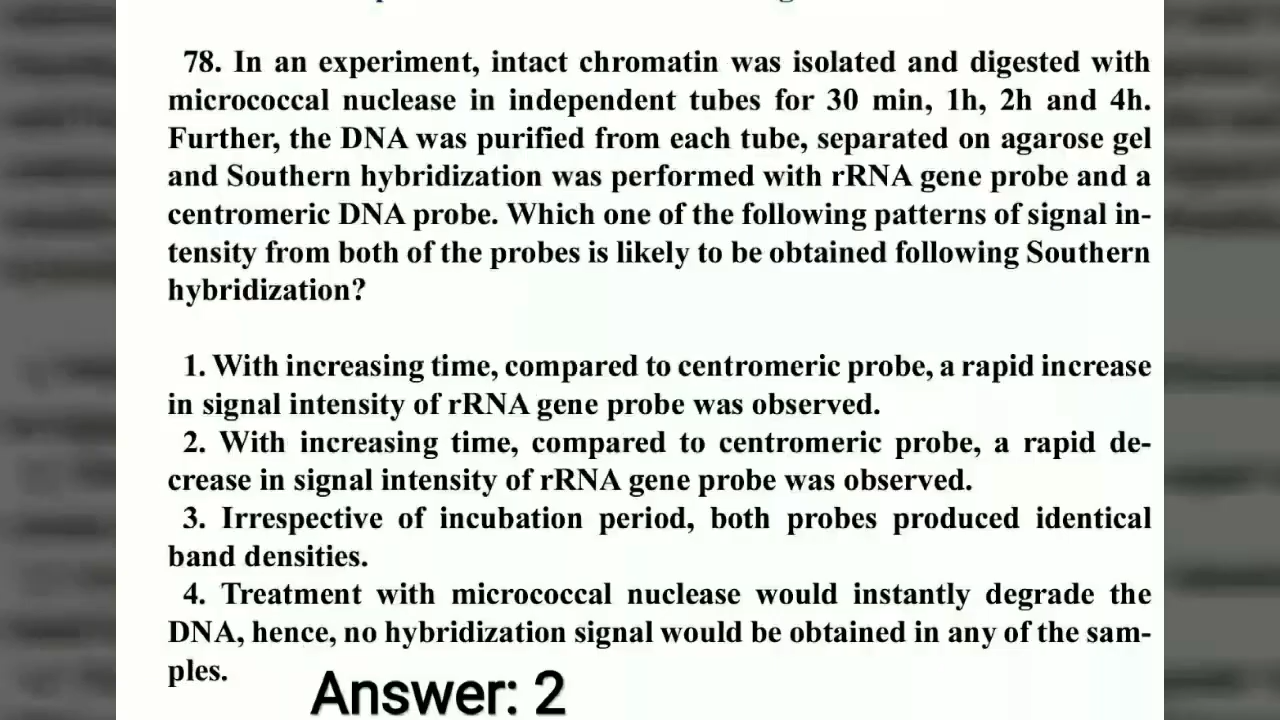 78. In an experiment, intact chromatin was isolated and digested with
micrococcal nuclease in independent tubes for 30 min, 1h, 2h and 4h.
Further, the DNA was purified from each tube, separated on agarose gel
and Southern hybridization was performed with rRNA gene probe and a
centromeric DNA probe. Which one of the following patterns of signal in-
tensity from both of the probes is likely to be obtained following Southern
hybridization?
1. With increasing time, compared to centromeric probe, a rapid increase
in signal intensity of rRNA gene probe was observed.
2. With increasing time, compared to centromeric probe, a rapid de-
crease in signal intensity of rRNA gene probe was observed.
3. Irrespective of incubation period, both probes produced identical
band densities.
4. Treatment with micrococcal nuclease would instantly degrade the
DNA, hence, no hybridization signal would be obtained in any of the sam-
ples.
Answer: 2